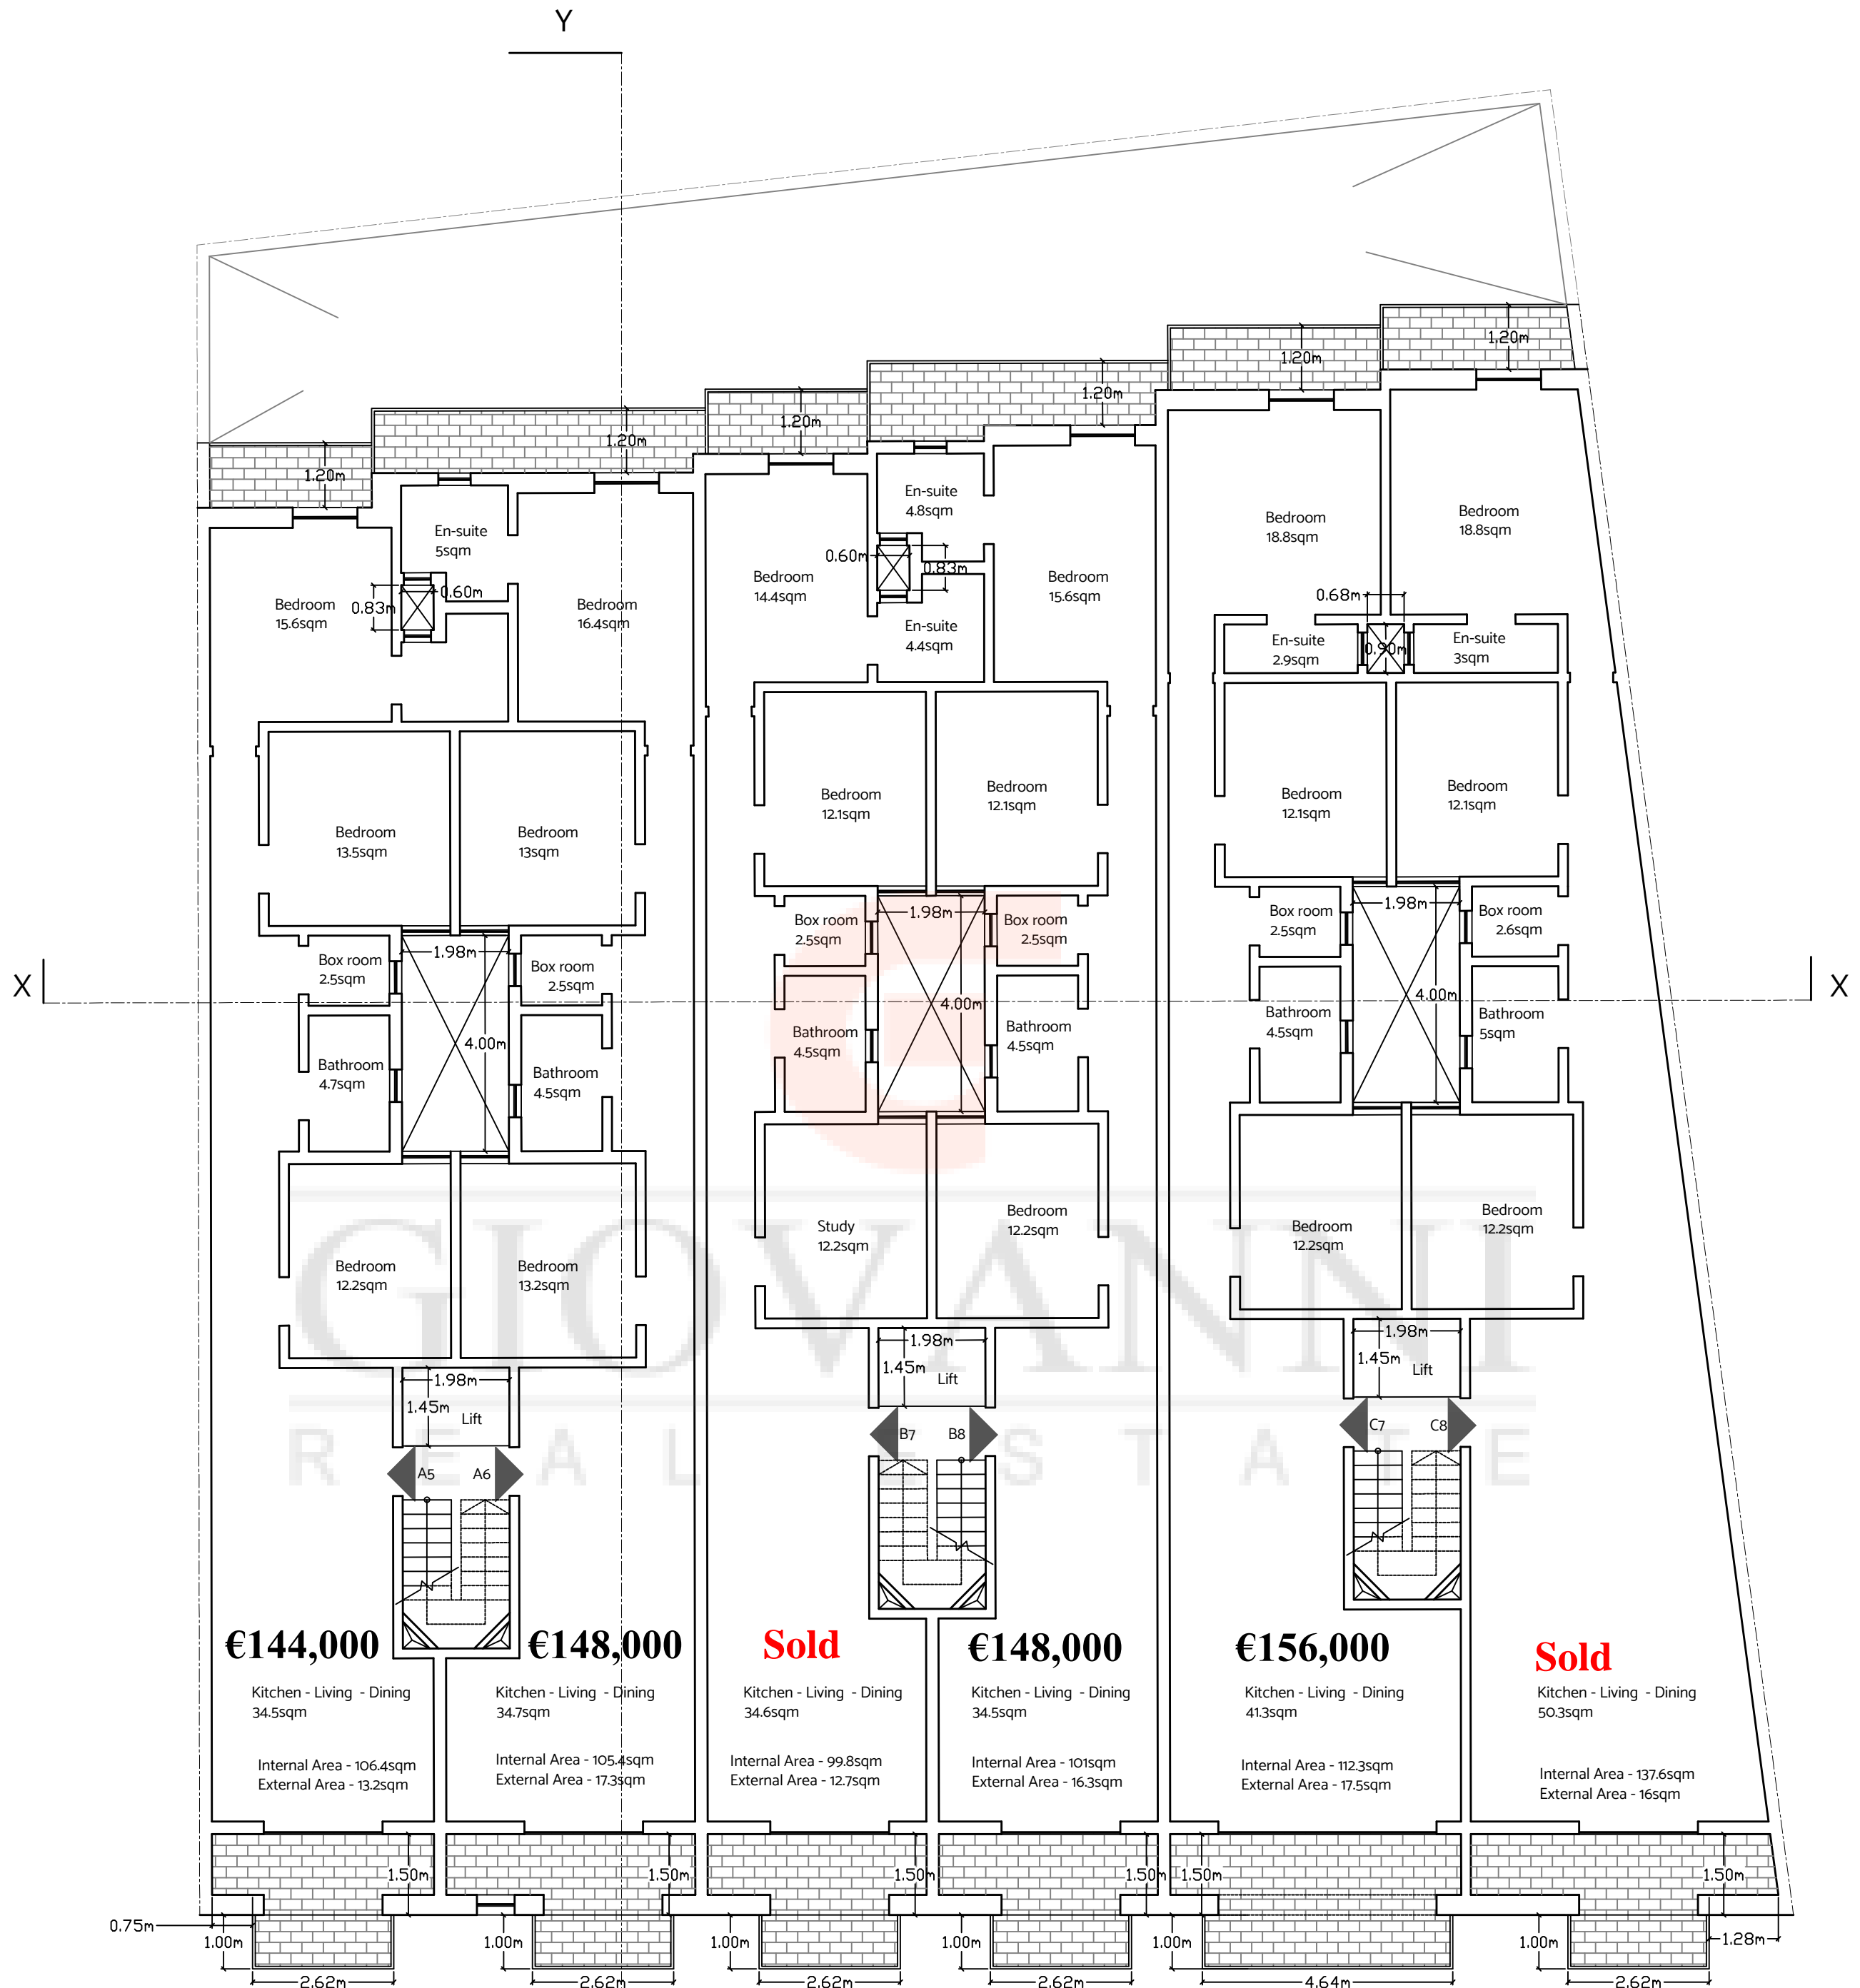 Y
1.20m
1.20m
1.20m
1.20m
1.20m
1.20m
En-suite
5sqm
0.60m
0.83m
Bedroom
15.6sqm
Bedroom
16.4sqm
Bedroom
13.5sqm
Bedroom
13sqm
Box room
2.5sqm
1.98m
Box room
2.5sqm
4.00m
Bathroom
4.7sqm
Bathroom
4.5sqm
Bedroom
12.2sqm
Bedroom
13.2sqm
1.98m
1.45m
Lift
A5
A6
En-suite
4.8sqm
0.60m
0.83m
Bedroom
14.4sqm
Bedroom
15.6sqm
En-suite
4.4sqm
Bedroom
12.1sqm
Bedroom
12.1sqm
Box room
2.5sqm
1.98m
Box room
2.5sqm
4.00m
Bathroom
4.5sqm
Bathroom
4.5sqm
Study
12.2sqm
Bedroom
12.2sqm
1.98m
1.45m
Lift
B7
B8
Bedroom
18.8sqm
Bedroom
18.8sqm
0.68m
En-suite
2.9sqm
0.90m
En-suite
3sqm
Bedroom
12.1sqm
Bedroom
12.1sqm
Box room
2.5sqm
1.98m
Box room
2.6sqm
4.00m
Bathroom
4.5sqm
Bathroom
5sqm
Bedroom
12.2sqm
Bedroom
12.2sqm
1.98m
1.45m
Lift
C7
C8
X
X
GIOVANNI
REAL ESTATE
€144,000
€148,000
Sold
€148,000
€156,000
Sold
Kitchen - Living - Dining
34.5sqm
Internal Area - 106.4sqm
External Area - 13.2sqm
Kitchen - Living - Dining
34.7sqm
Internal Area - 105.4sqm
External Area - 17.3sqm
Kitchen - Living - Dining
34.6sqm
Internal Area - 99.8sqm
External Area - 12.7sqm
Kitchen - Living - Dining
34.5sqm
Internal Area - 101sqm
External Area - 16.3sqm
Kitchen - Living - Dining
41.3sqm
Internal Area - 112.3sqm
External Area - 17.5sqm
Kitchen - Living - Dining
50.3sqm
Internal Area - 137.6sqm
External Area - 16sqm
1.50m
1.50m
1.50m
1.50m
1.50m
1.50m
0.75m
1.00m
1.00m
1.00m
1.00m
1.00m
1.00m
1.28m
2.62m
2.62m
2.62m
2.62m
4.64m
2.62m